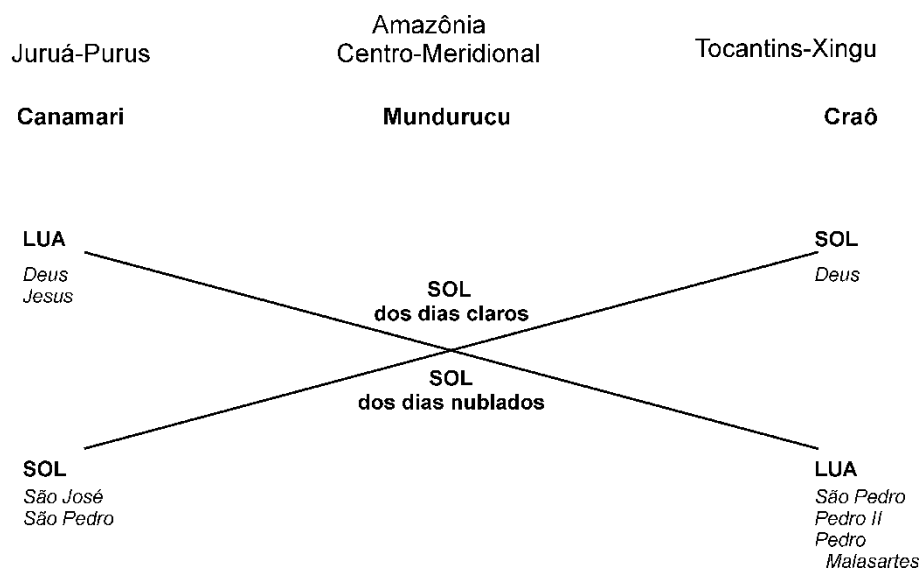 Juruá-Purus
Amazônia
Centro-Meridional
Tocantins-Xingu
Canamari
Mundurucu
Craô
LUA
Deus
Jesus
SOL
Deus
SOL
dos dias claros
SOL
dos dias nublados
SOL
São José
São Pedro
LUA
São Pedro
Pedro II
Pedro
Malasartes